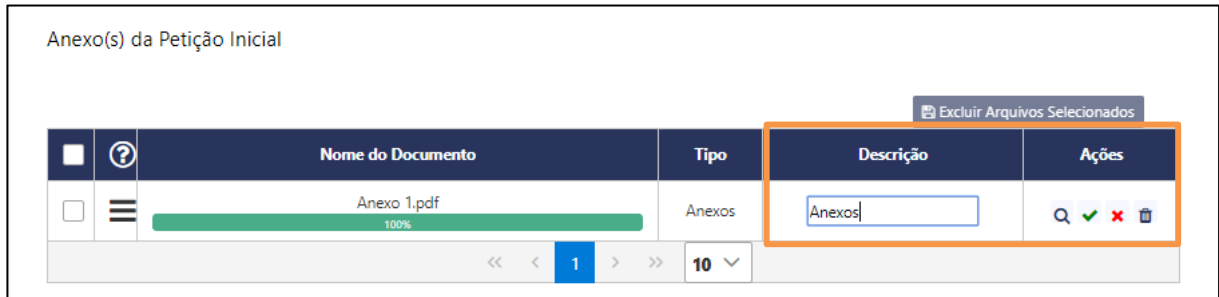 Anexo(s) da Petição Inicial
Excluir Arquivos Selecionados
Nome do Documento Tipo Descrição Ações
Anexo 1.pdf
100%
Anexos
Anexos
<< < 1 > >> 10